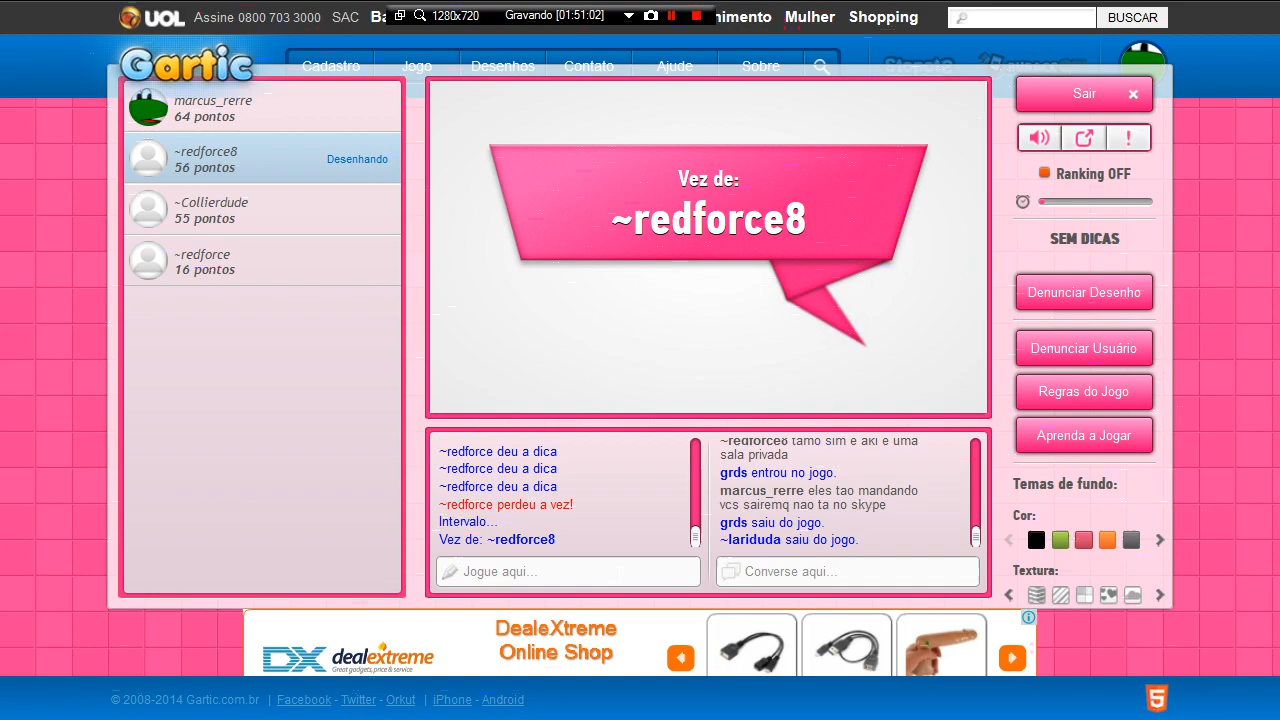 UOL Assine 0800 703 3000 SAC
1280x720 Gravando [01:51:02]
Mulher Shopping
BUSCAR
Gartic
Cadastro Jogo Desenhos Contato Ajude Sobre
marcus_rerre
64 pontos
~redforce8
56 pontos
Desenhando
~Collierdude
55 pontos
~redforce
16 pontos
Vez de:
~redforce8
~redforce deu a dica
~redforce deu a dica
~redforce deu a dica
~redforce perdeu a vez!
Intervalo...
Vez de: ~redforce8
Jogue aqui...
~redforce8 tamo sim e aki e uma
sala privada
grds entrou no jogo.
marcus_rerre eles tao mandando
vcs sairemq nao ta no skype
grds saiu do jogo.
~lariduda saiu do jogo.
Converse aqui...
Sair
!
Ranking OFF
SEM DICAS
Denunciar Desenho
Denunciar Usuário
Regras do Jogo
Aprenda a Jogar
Temas de fundo:
Cor:
Textura:
DX dealextreme
Great gadgets, price & service
DealeXtreme
Online Shop
© 2008-2014 Gartic.com.br | Facebook - Twitter - Orkut | iPhone - Android
5